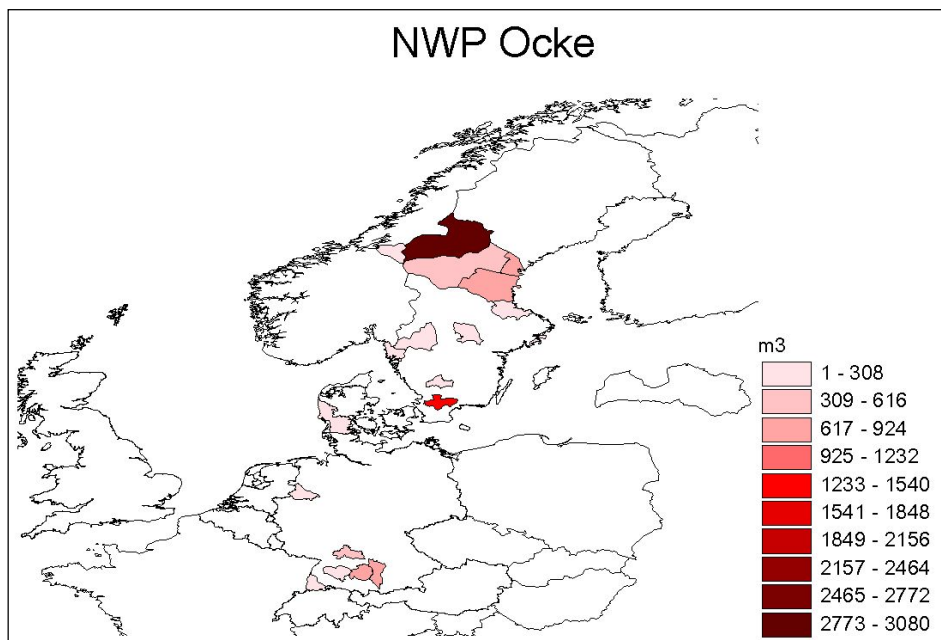 NWP Ocke
m3
1 - 308
309 - 616
617 - 924
925 - 1232
1233 - 1540
1541 - 1848
1849 - 2156
2157 - 2464
2465 - 2772
2773 - 3080